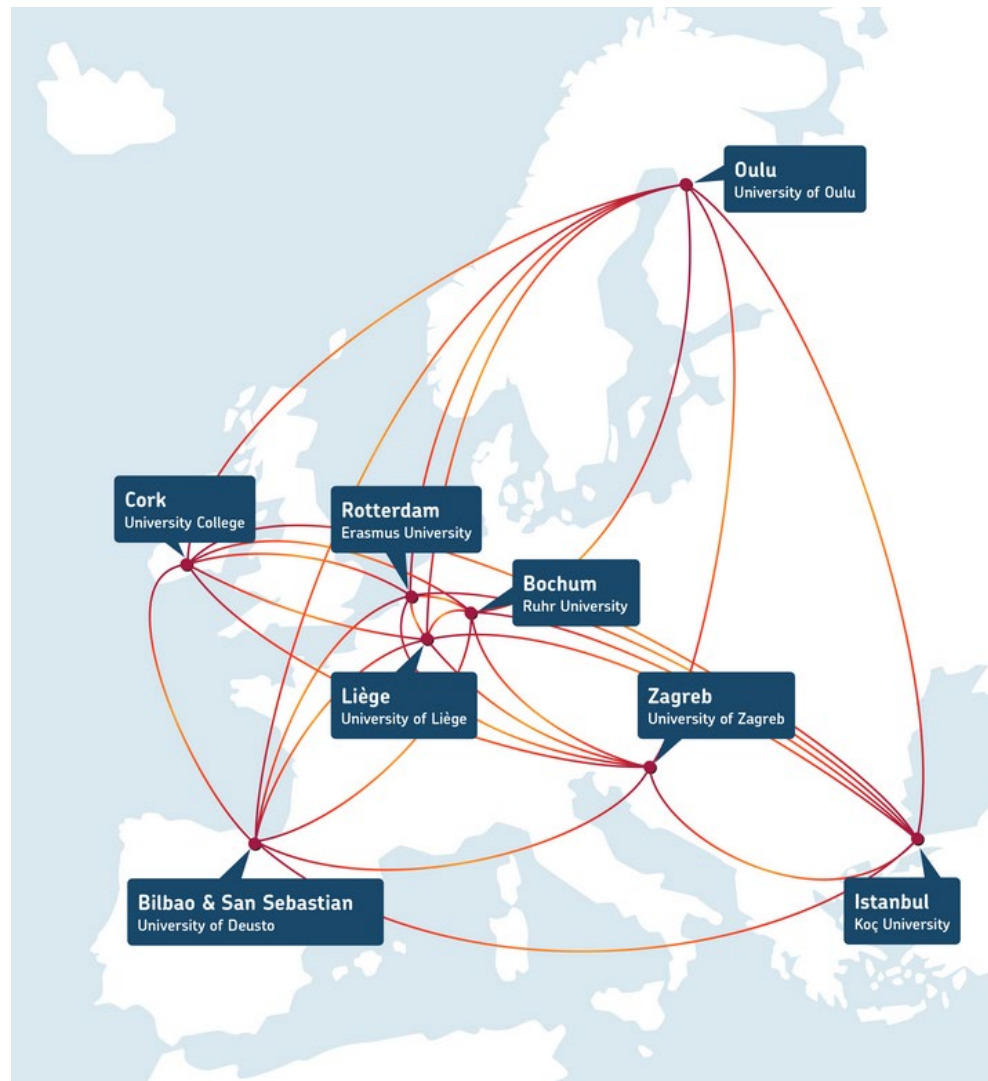 Oulu
University of Oulu
Cork
University College
Rotterdam
Erasmus University
Bochum
Ruhr University
Liège
University of Liège
Zagreb
University of Zagreb
Bilbao & San Sebastian
University of Deusto
Istanbul
Koç University